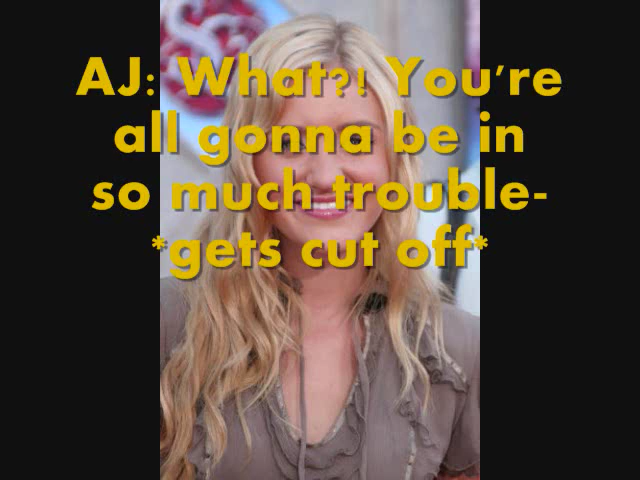 AJ: What?! You're
all gonna be in
so much trouble-
*gets cut off*